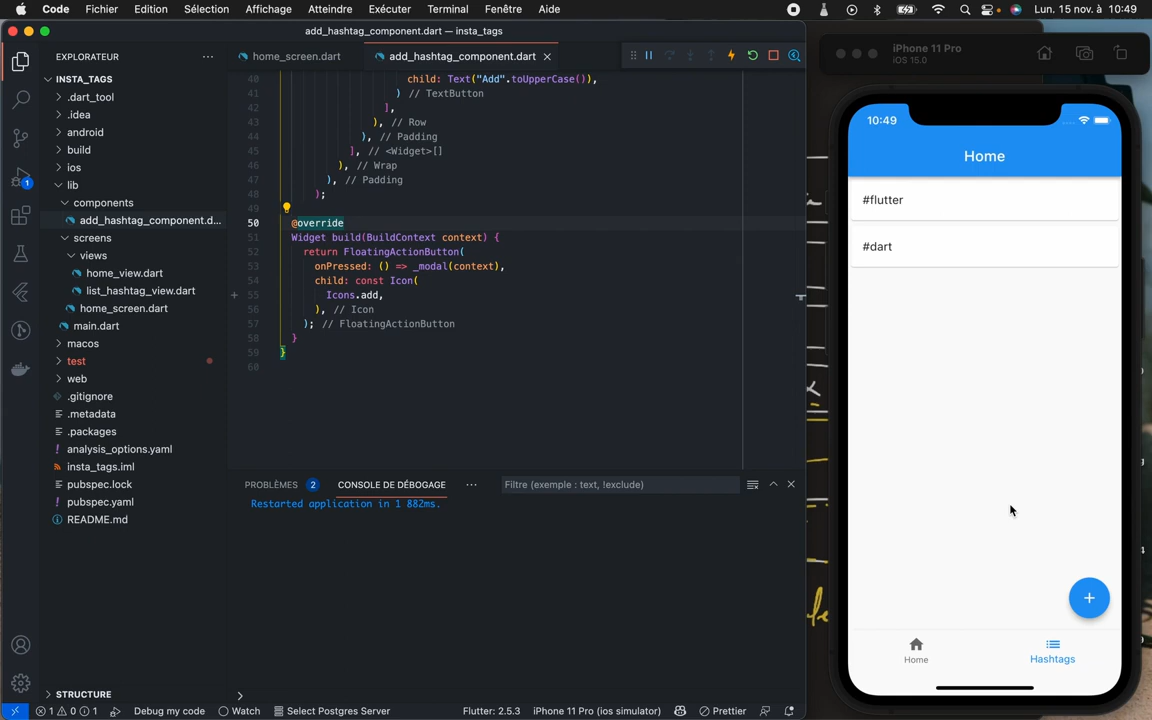 Code Fichier Edition Sélection Affichage Atteindre Exécuter Terminal Fenêtre Aide Lun. 15 nov. à 10:49
add_hashtag_component.dart — insta_tags
EXPLORATEUR
INSTA_TAGS
.dart_tool
.idea
android
build
ios
lib
components
add_hashtag_component.d...
screens
views
home_view.dart
list_hashtag_view.dart
home_screen.dart
main.dart
macos
test
web
.gitignore
.metadata
.packages
analysis_options.yaml
insta_tags.iml
pubspec.lock
pubspec.yaml
README.md
STRUCTURE
1
home_screen.dart
add_hashtag_component.dart
40 child: Text("Add".toUpperCase()),
41 ) // TextButton
42 ],
43 ), // Row
44 ), // Padding
45 ], // <Widget>[]
46 ), // Wrap
47 ), // Padding
48 );
49
50 @override
51 Widget build(BuildContext context) {
52 return FloatingActionButton(
53 onPressed: () => _modal(context),
54 child: const Icon(
55 Icons.add,
56 ), // Icon
57 ); // FloatingActionButton
58 }
59 }
60
PROBLÈMES 2 CONSOLE DE DÉBOGAGE ... Filtre (exemple : text, !exclude)
Restarted application in 1 882ms.
1 0 1 Debug my code Watch Select Postgres Server Flutter: 2.5.3 iPhone 11 Pro (ios simulator) Prettier
iPhone 11 Pro
iOS 15.0
10:49
Home
#flutter
#dart
+
Home
Hashtags